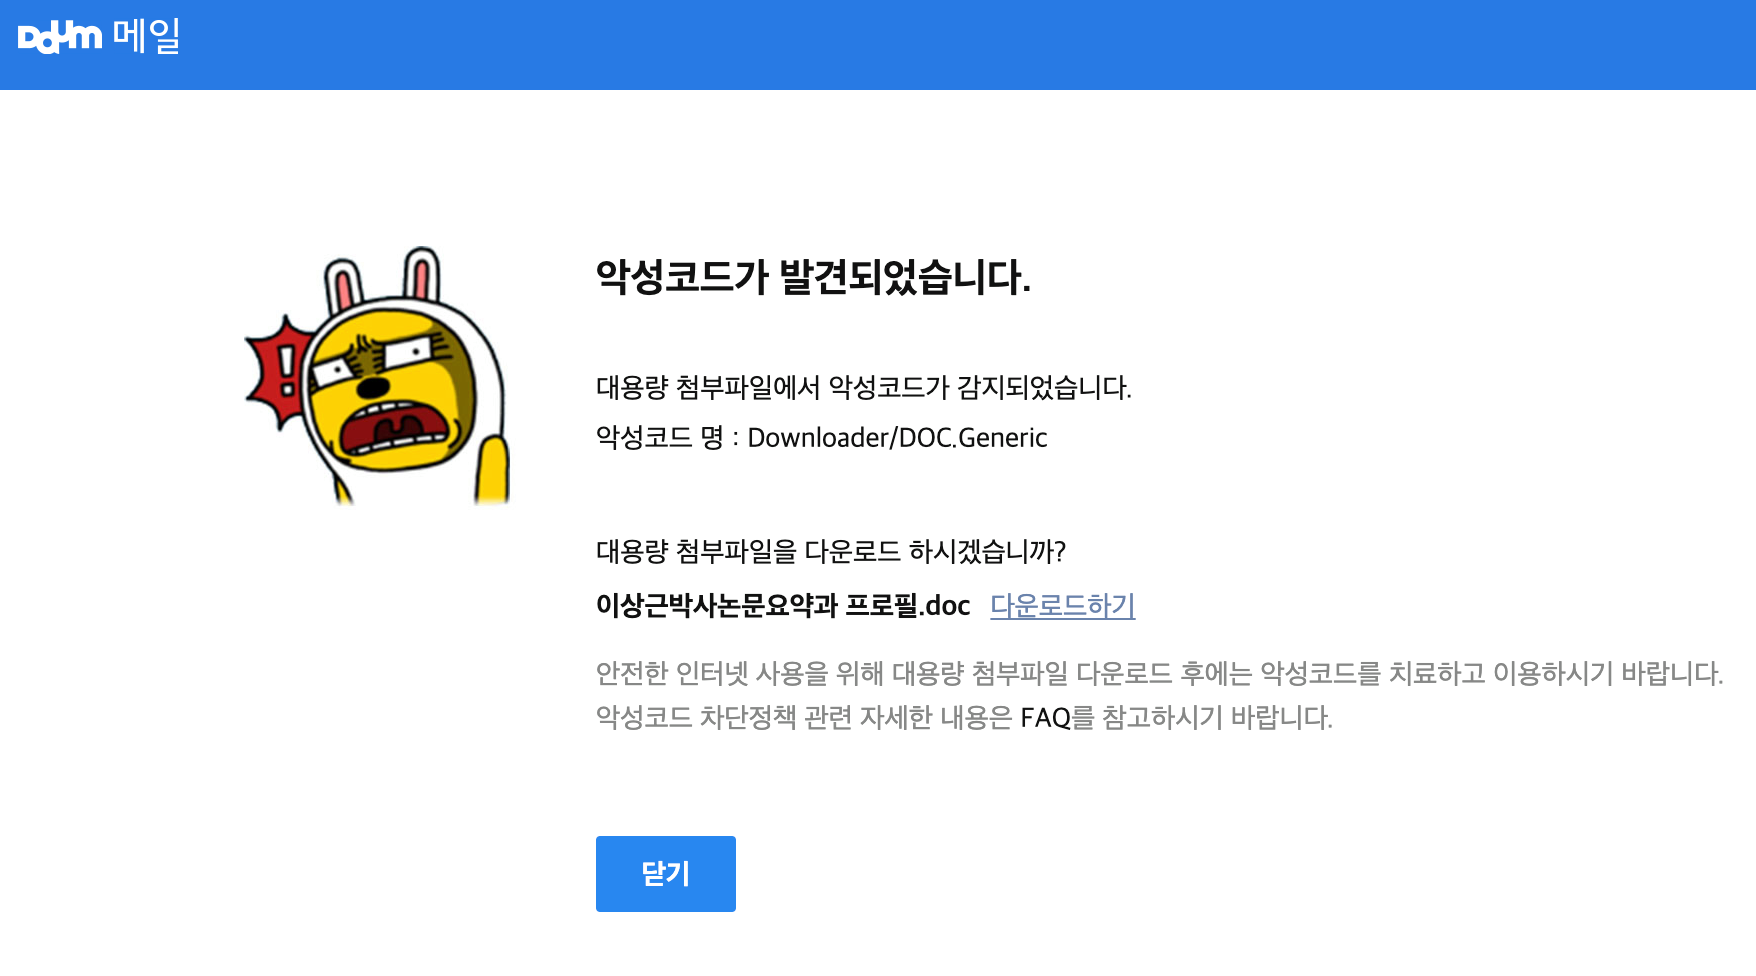 Daum 메일
악성코드가 발견되었습니다.
대용량 첨부파일에서 악성코드가 감지되었습니다.
악성코드 명 : Downloader/DOC.Generic
대용량 첨부파일을 다운로드 하시겠습니까?
이상근박사논문요약과 프로필.doc 다운로드하기
안전한 인터넷 사용을 위해 대용량 첨부파일 다운로드 후에는 악성코드를 치료하고 이용하시기 바랍니다.
악성코드 차단정책 관련 자세한 내용은 FAQ를 참고하시기 바랍니다.
닫기